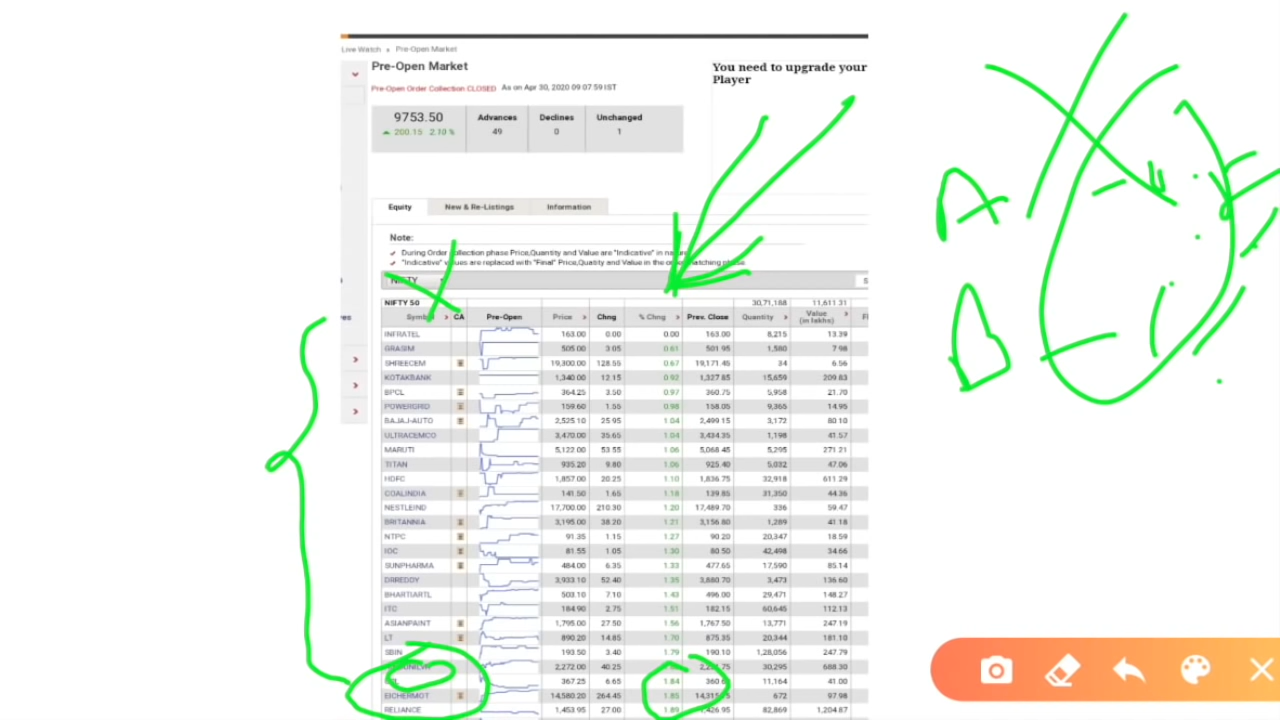 Live Watch Pre-Open Market
Pre-Open Market
Pre-Open Order Collection CLOSED As on Apr 30, 2020 09:07:59 IST
You need to upgrade your
Player
9753.50
200.15 2.10 %
Advances
49
Declines
0
Unchanged
1
Equity New & Re-Listings Information
Note:
During Order collection phase Price,Quantity and Value are "Indicative" in
"Indicative" values are replaced with "Final" Price,Quatity and Value in the phase
NIFTY
NIFTY 50 30,71,188 11,611.31
Symbol CA Pre-Open Price Chng % Chng Prev. Close Quantity Value (in lakhs)
INFRATEL 163.00 0.00 0.00 163.00 8,215 13.39
GRASIM 505.00 3.05 0.61 501.95 1,580 7.98
SHREECEM 19,300.00 128.55 0.67 19,171.45 34 6.56
KOTAKBANK 1,340.00 12.15 0.92 1,327.85 15,659 209.83
BPCL 364.25 3.50 0.97 360.75 5,958 21.70
POWERGRID 159.60 1.55 0.98 158.05 9,365 14.95
BAJAJ-AUTO 2,525.10 25.95 1.04 2,499.15 3,172 80.10
ULTRACEMCO 3,470.00 35.65 1.04 3,434.35 1,198 41.57
MARUTI 5,122.00 53.55 1.06 5,068.45 5,295 271.21
TITAN 935.20 9.80 1.06 925.40 5,032 47.06
HDFC 1,857.00 20.25 1.10 1,836.75 32,918 611.29
COALINDIA 141.50 1.65 1.18 139.85 31,350 44.36
NESTLEIND 17,700.00 210.30 1.20 17,489.70 336 59.47
BRITANNIA 3,195.00 38.20 1.21 3,156.80 1,289 41.18
NTPC 91.35 1.15 1.27 90.20 20,347 18.59
IOC 81.55 1.05 1.30 80.50 42,498 34.66
SUNPHARMA 484.00 6.35 1.33 477.65 17,590 85.14
DRREDDY 3,933.10 52.40 1.35 3,880.70 3,473 136.60
BHARTIARTL 503.10 7.10 1.43 496.00 29,471 148.27
ITC 184.90 2.75 1.51 182.15 60,645 112.13
ASIANPAINT 1,795.00 27.50 1.56 1,767.50 13,771 247.19
LT 890.20 14.85 1.70 875.35 20,344 181.10
SBIN 193.50 3.40 1.79 190.10 1,28,056 247.79
2,272.00 40.25 30,295 688.30
367.25 6.65 1.84 11,164 41.00
EICHERMOT 14,580.20 264.45 1.85 672 97.98
RELIANCE 1,453.95 27.00 1.89 1,426.95 82,869 1,204.87
A